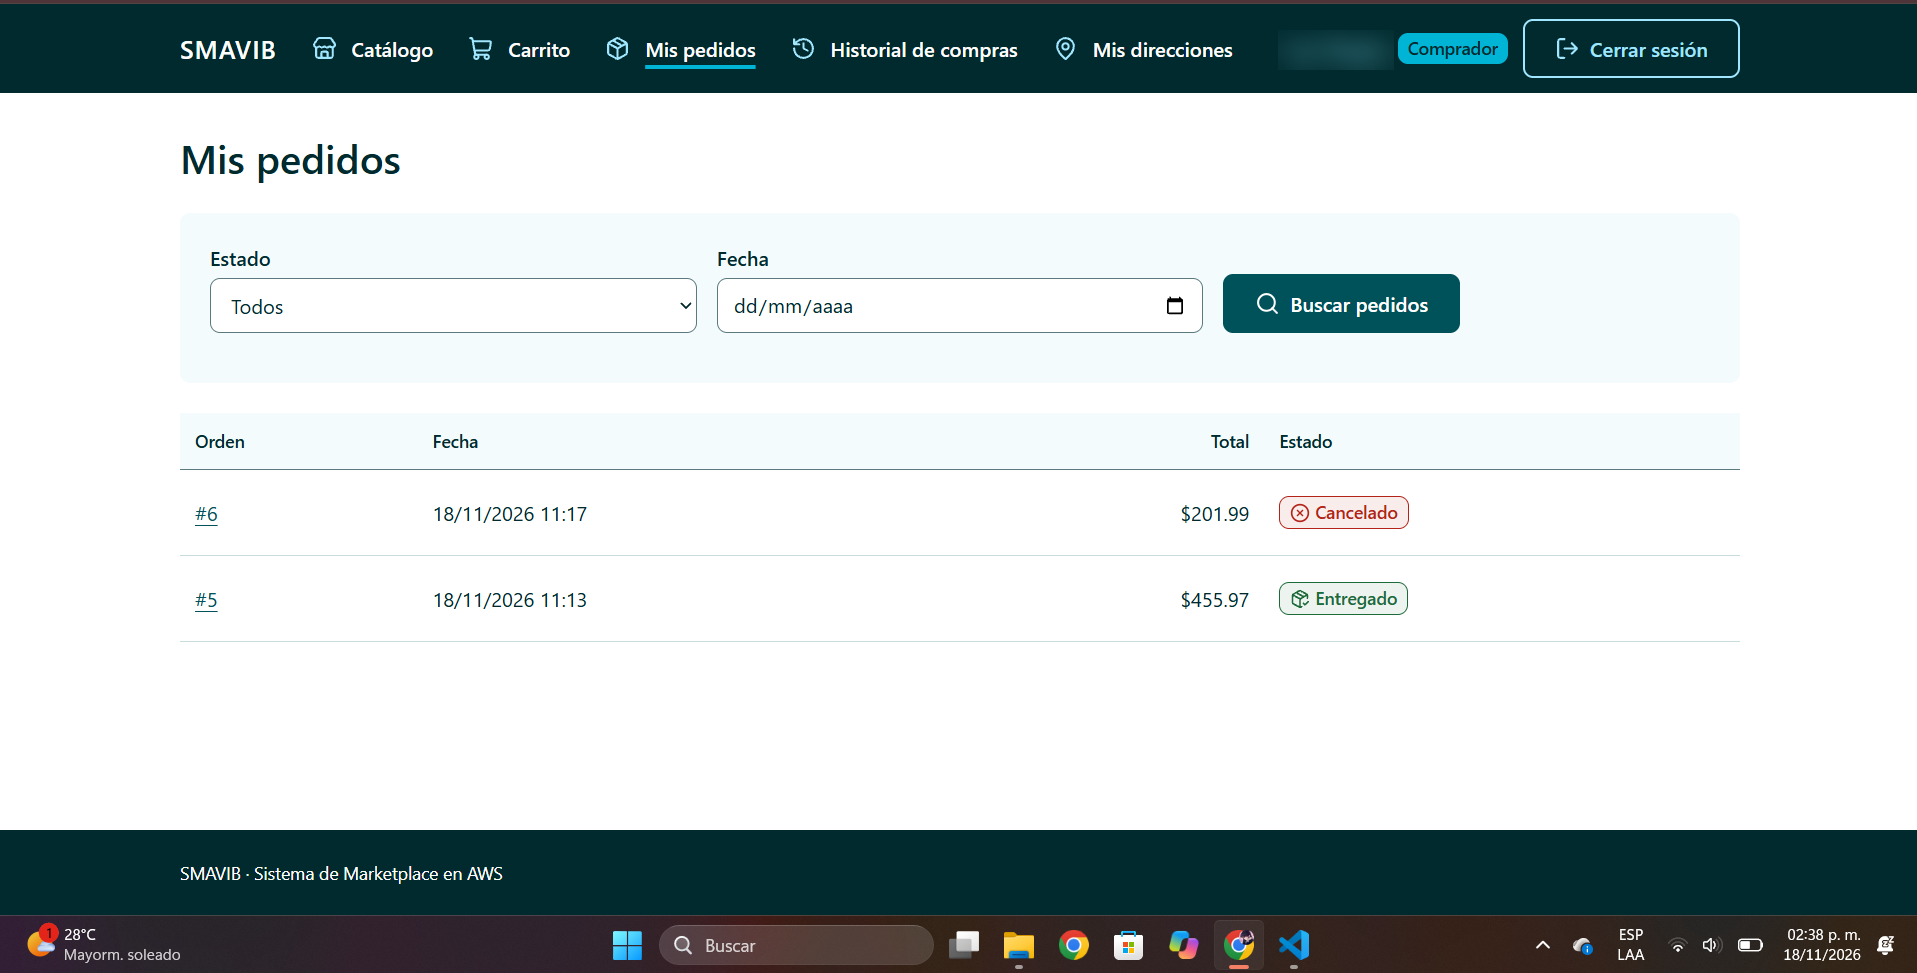 SMAVIB Catálogo Carrito Mis pedidos Historial de compras Mis direcciones Comprador Cerrar sesión
Mis pedidos
Estado Fecha
Todos dd/mm/aaaa Buscar pedidos
Orden Fecha Total Estado
#6 18/11/2026 11:17 $201.99 Cancelado
#5 18/11/2026 11:13 $455.97 Entregado
SMAVIB · Sistema de Marketplace en AWS
1 28°C
Mayorm. soleado
Buscar
ESP
LAA
02:38 p. m.
18/11/2026